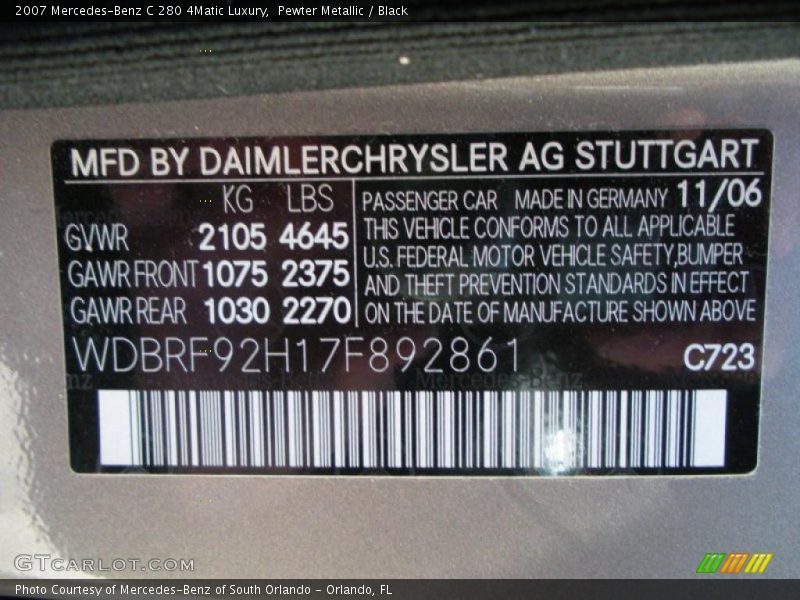 2007 Mercedes-Benz C 280 4Matic Luxury,  Pewter Metallic / Black
MFD BY DAIMLERCHRYSLER AG STUTTGART
KG LBS
GVWR 2105 4645
GAWR FRONT 1075 2375
GAWR REAR 1030 2270
PASSENGER CAR MADE IN GERMANY 11/06
THIS VEHICLE CONFORMS TO ALL APPLICABLE
U.S. FEDERAL MOTOR VEHICLE SAFETY,BUMPER
AND THEFT PREVENTION STANDARDS IN EFFECT
ON THE DATE OF MANUFACTURE SHOWN ABOVE
WDBRF92H17F892861 C723
Mercedes-Benz
GTCARLOT.COM
Photo Courtesy of Mercedes-Benz of South Orlando - Orlando, FL